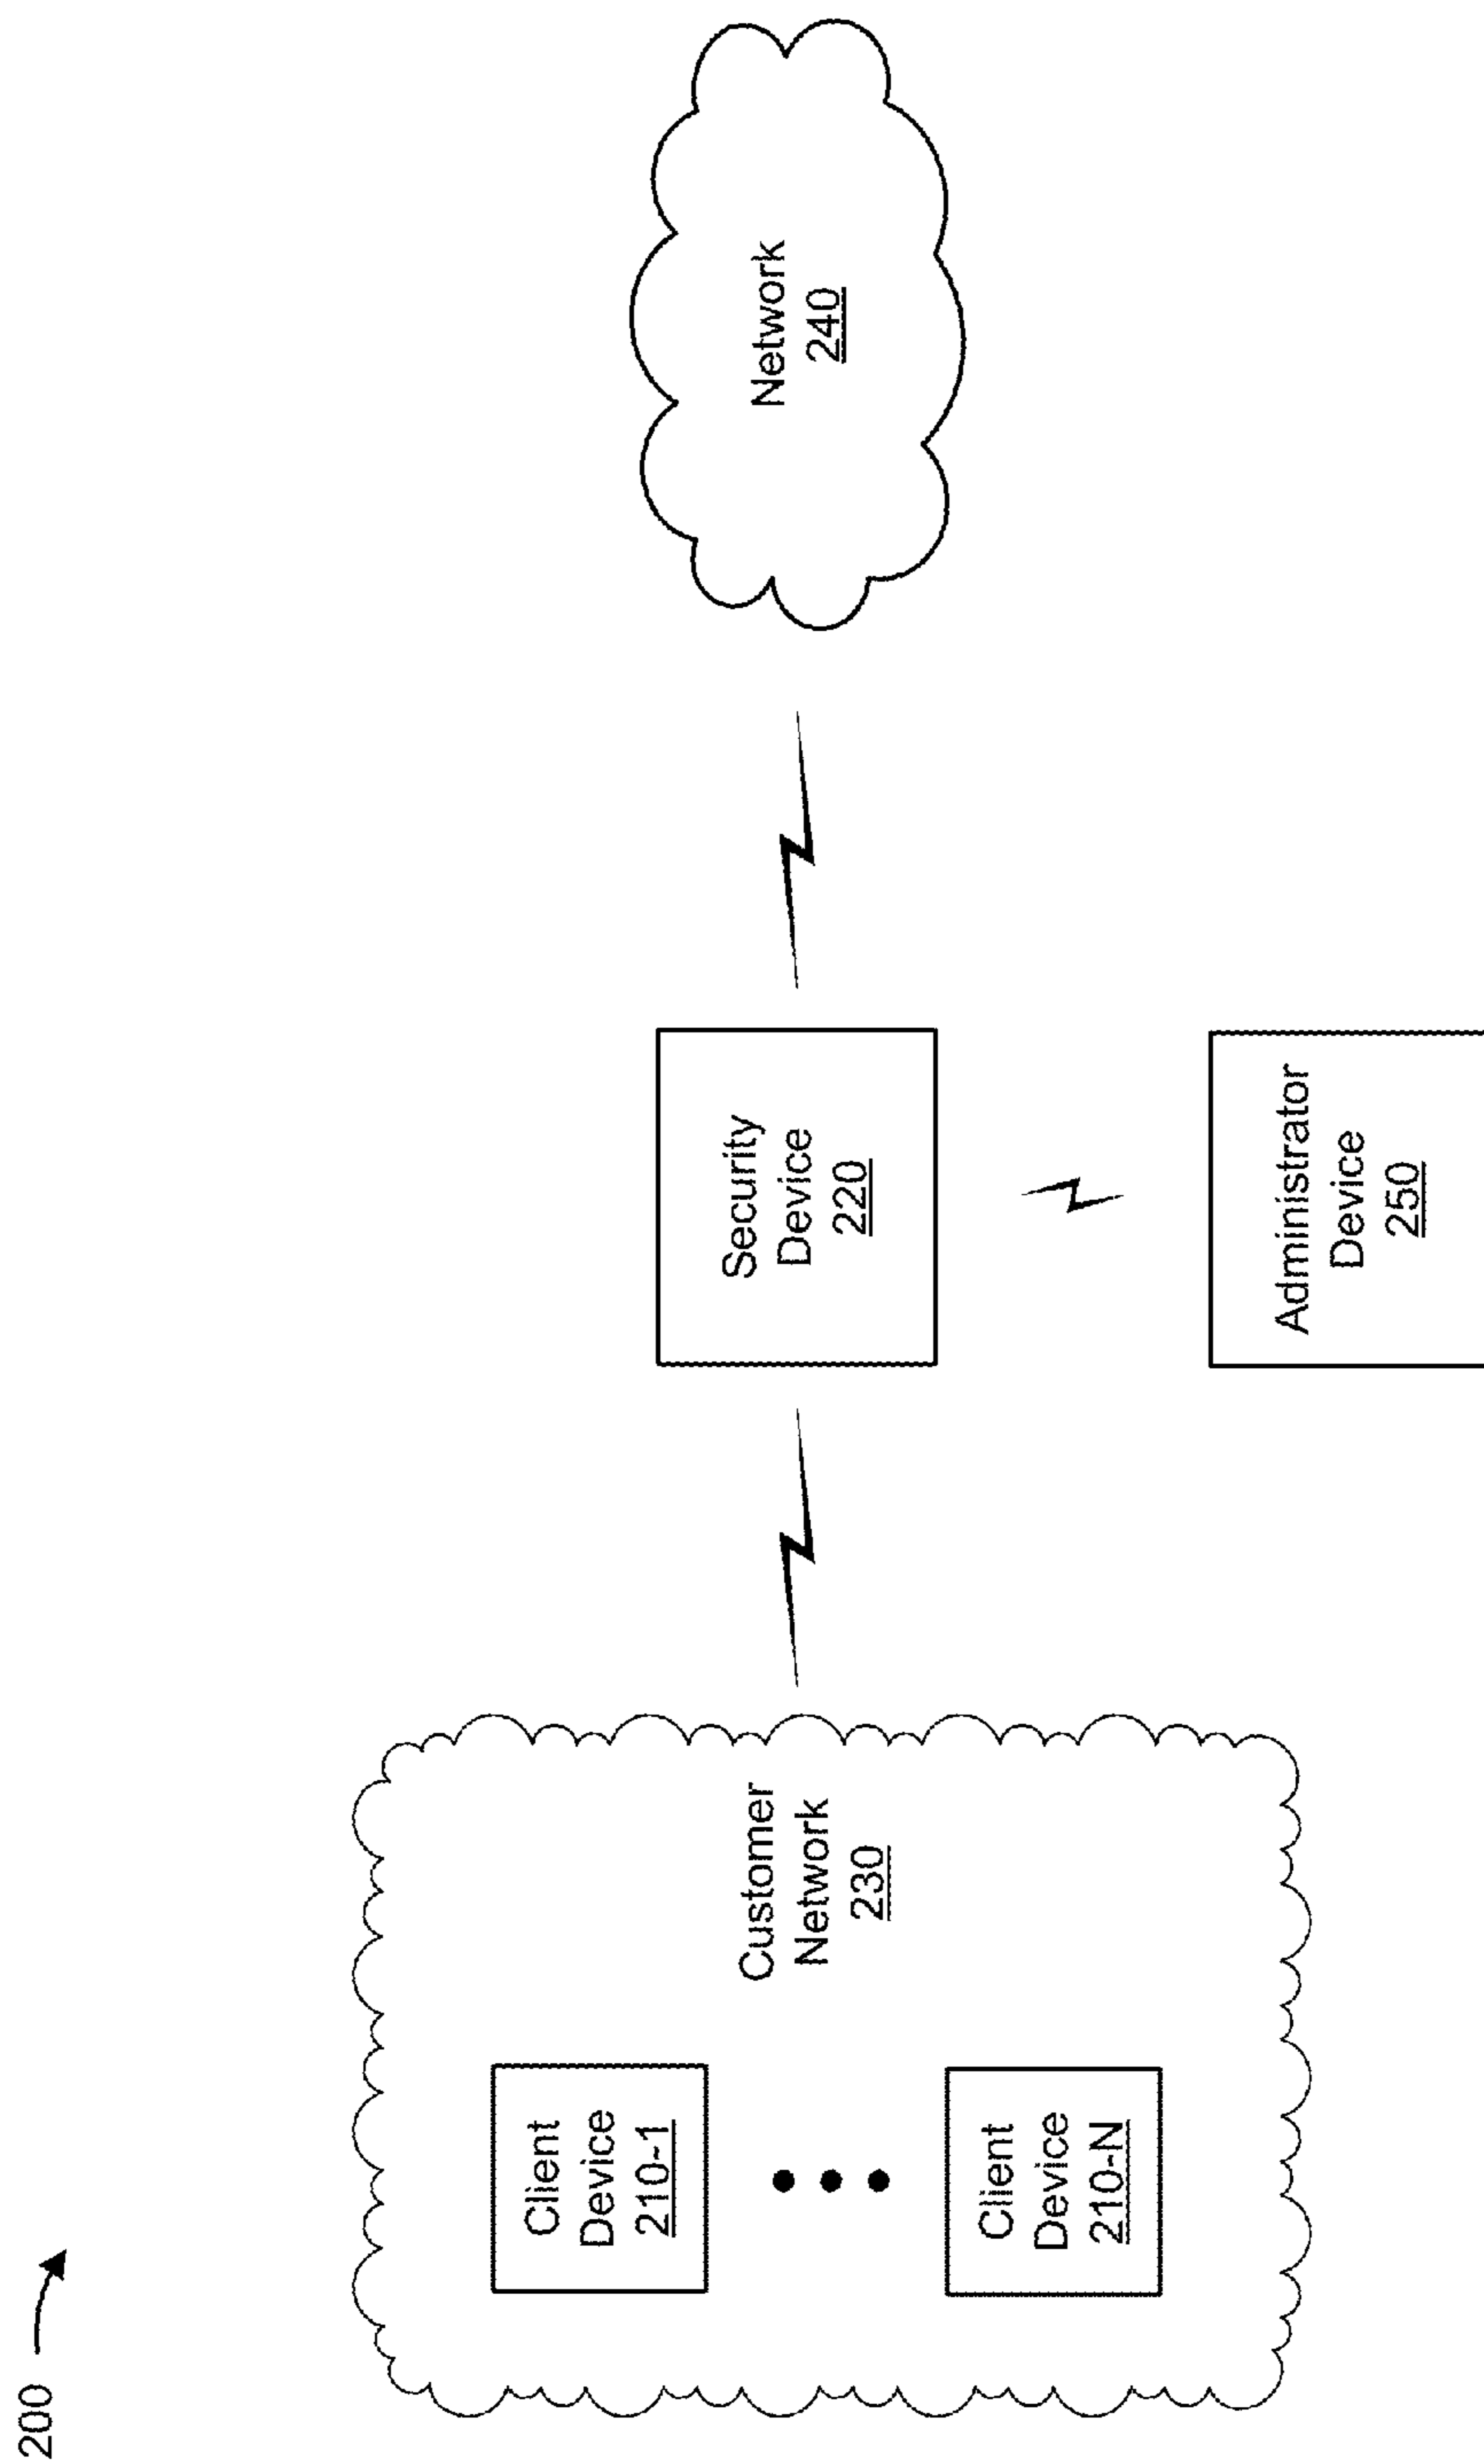 200
Client
Device
210-1
Client
Device
210-N
Customer
Network
230
Security
Device
220
Administrator
Device
250
Network
240